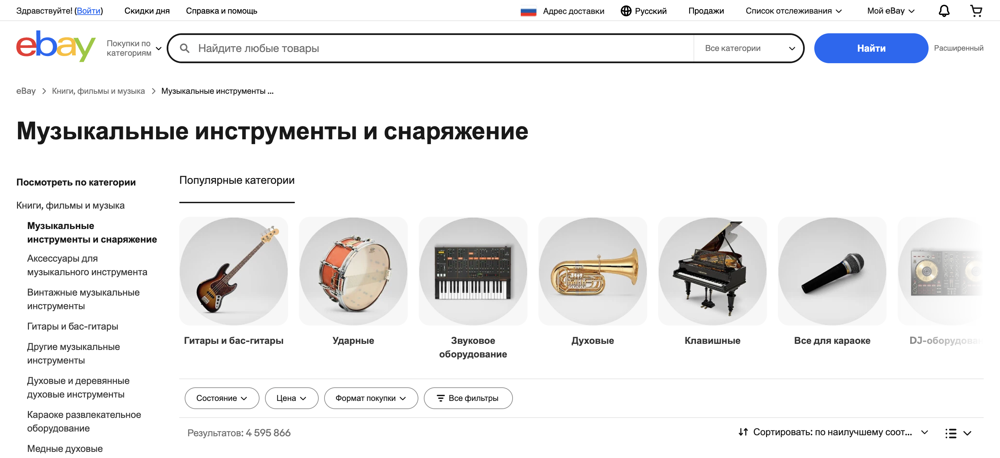 Здравствуйте! (Войти) Скидки дня Справка и помощь Адрес доставки Русский Продажи Список отслеживания Мой eBay
ebay
Покупки по
категориям
Найдите любые товары Все категории Найти Расширенный
eBay Книги, фильмы и музыка Музыкальные инструменты ...
Музыкальные инструменты и снаряжение
Посмотреть по категории
Книги, фильмы и музыка
Музыкальные
инструменты и снаряжение
Аксессуары для
музыкального инструмента
Винтажные музыкальные
инструменты
Гитары и бас-гитары
Другие музыкальные
инструменты
Духовые и деревянные
духовые инструменты
Караоке развлекательное
оборудование
Медные духовые
Популярные категории
Гитары и бас-гитары
Ударные
Звуковое
оборудование
Духовые
Клавишные
Все для караоке
DJ-оборудован
Состояние Цена Формат покупки Все фильтры
Результатов: 4 595 866 Сортировать: по наилучшему соот...